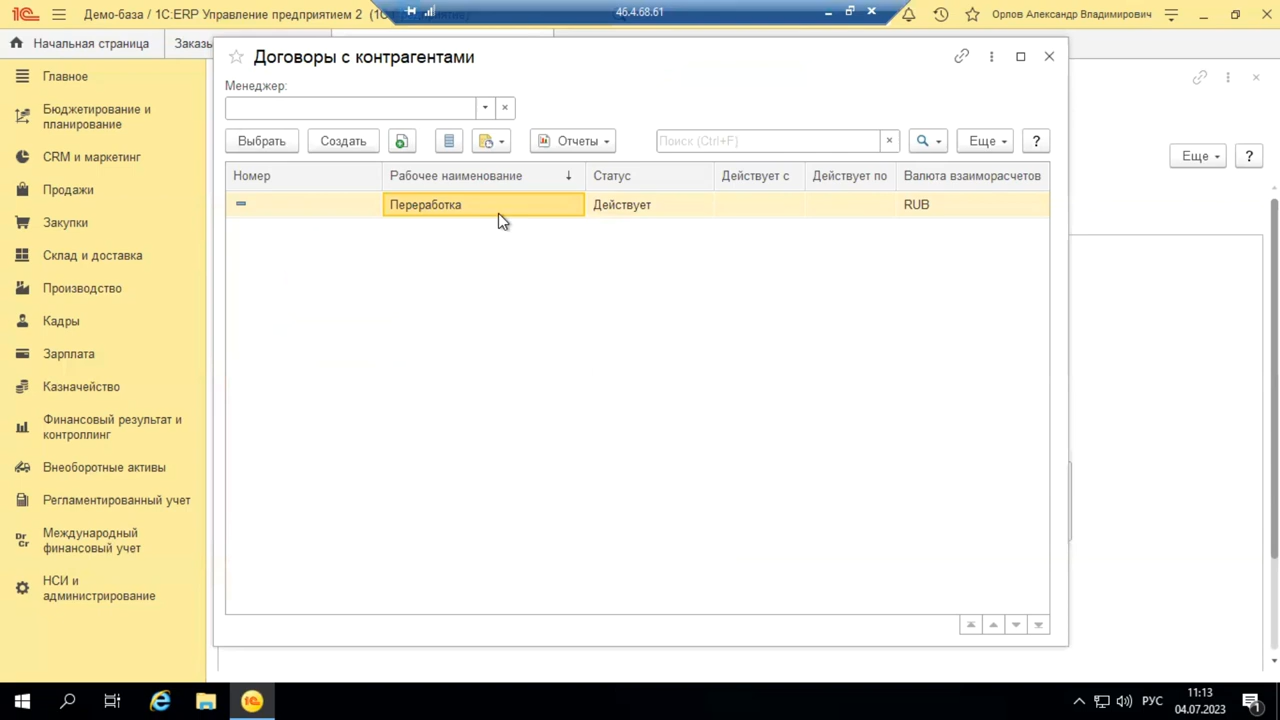 Демо-база / 1С:ERP Управление предприятием 2 (1С
46.4.68.61
Орлов Александр Владимирович
Начальная страница
Заказы
Главное
Бюджетирование и
планирование
CRM и маркетинг
Продажи
Закупки
Склад и доставка
Производство
Кадры
Зарплата
Казначейство
Финансовый результат и
контроллинг
Внеоборотные активы
Регламентированный учет
Международный
финансовый учет
НСИ и
администрирование
Договоры с контрагентами
Менеджер:
Выбрать
Создать
Отчеты
Поиск (Ctrl+F)
Еще
?
Номер
Рабочее наименование
Статус
Действует с
Действует по
Валюта взаиморасчетов
Переработка
Действует
RUB
Еще
?
РУС
11:13
04.07.2023
1